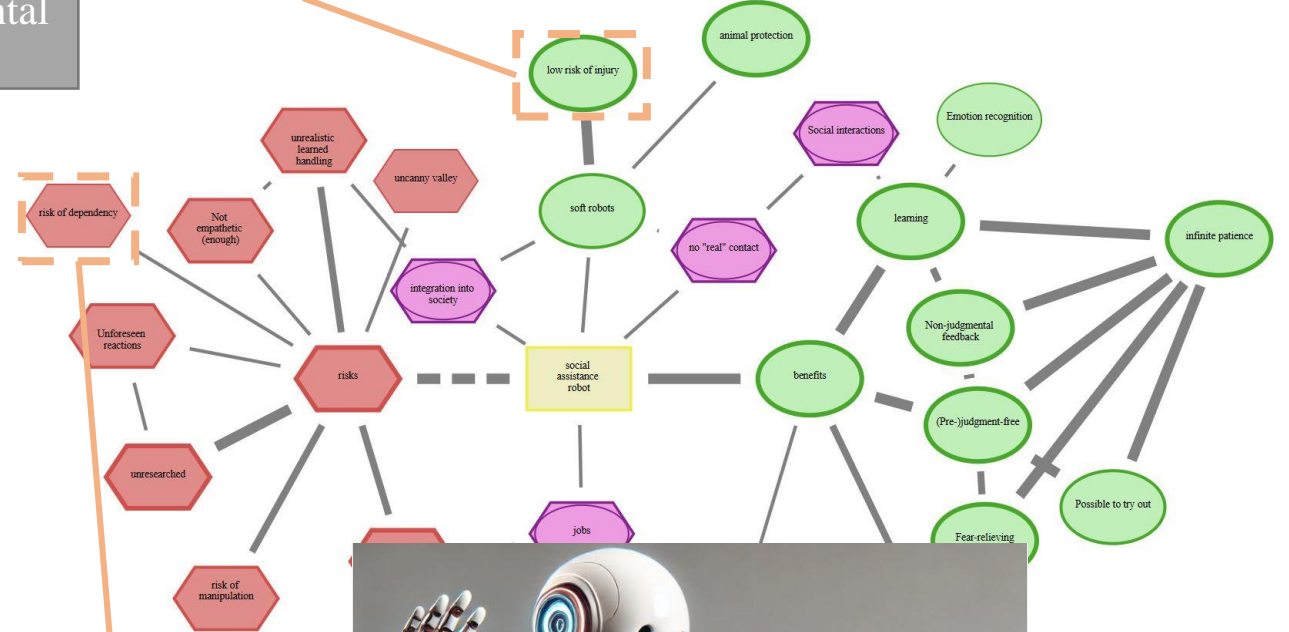 ntal
animal protection
low risk of injury
Emotion recognition
Social interactions
unrealistic
learned
handling
uncanny valley
risk of dependency
Not
empathetic
(enough)
soft robots
learning
infinite patience
no "real" contact
integration into
society
Unforeseen
reactions
Non-judgmental
feedback
risks
social
assistance
robot
benefits
(Pre-)judgment-free
unresearched
Possible to try out
jobs
Fear-relieving
risk of
manipulation